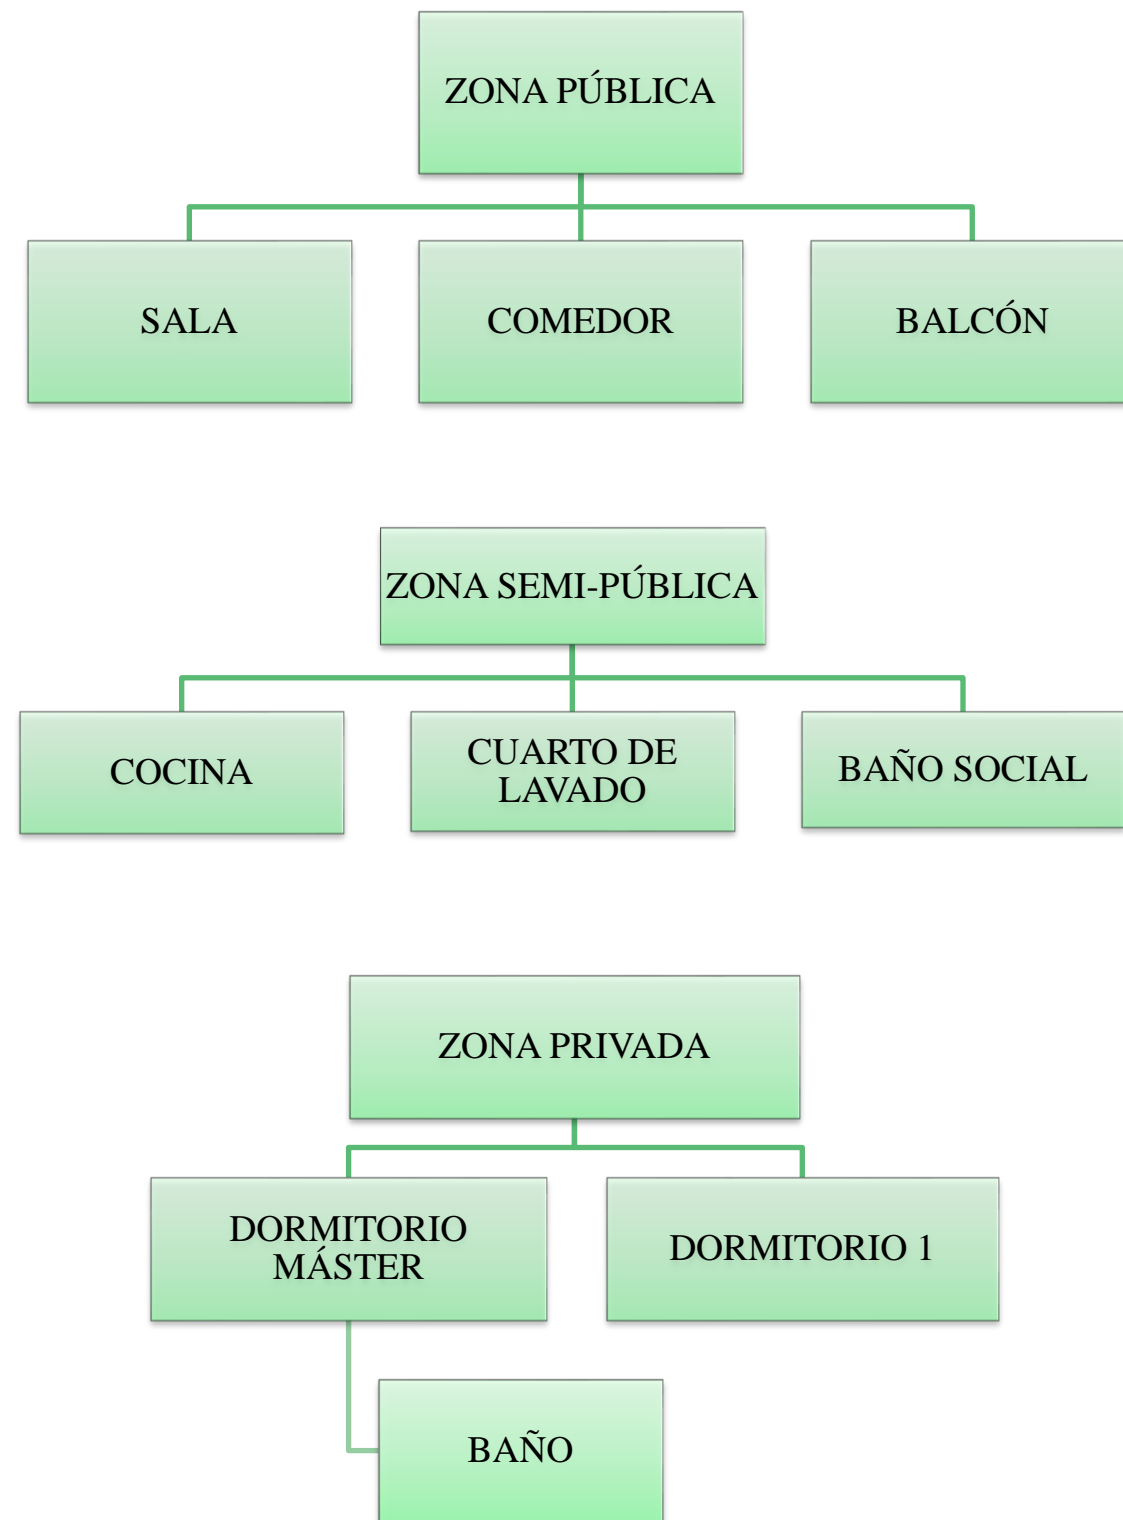 ZONA PÚBLICA
SALA
COMEDOR
BALCÓN
ZONA SEMI-PÚBLICA
COCINA
CUARTO DE
LAVADO
BAÑO SOCIAL
ZONA PRIVADA
DORMITORIO
MÁSTER
DORMITORIO 1
BAÑO